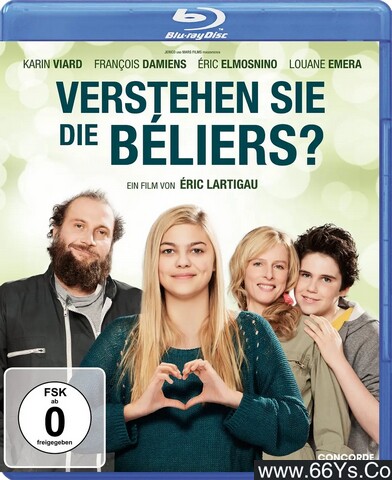 Blu-ray Disc
KARIN VIARD FRANÇOIS DAMIENS ÉRIC ELMOSNINO LOUANE EMERA
VERSTEHEN SIE
DIE BÉLIERS?
EIN FILM VON ÉRIC LARTIGAU
FSK
ab
0
freigegeben
CONCORDE
www.66Ys.Co